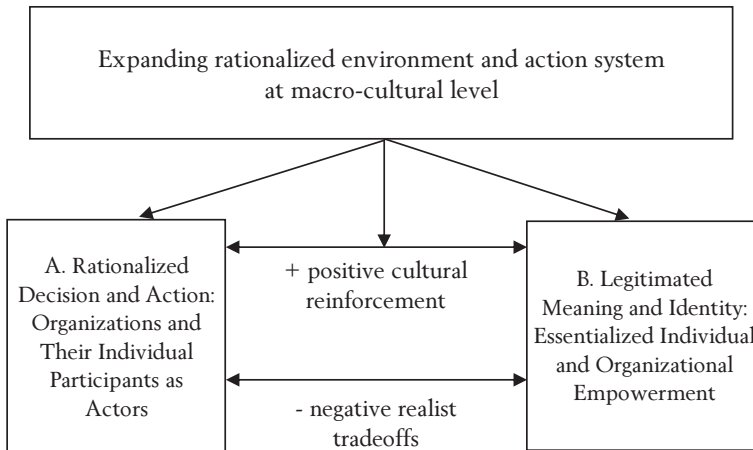 Expanding rationalized environment and action system
at macro-cultural level
A. Rationalized
Decision and Action:
Organizations and
Their Individual
Participants as
Actors
+ positive cultural
reinforcement
- negative realist
tradeoffs
B. Legitimated
Meaning and Identity:
Essentialized Individual
and Organizational
Empowerment